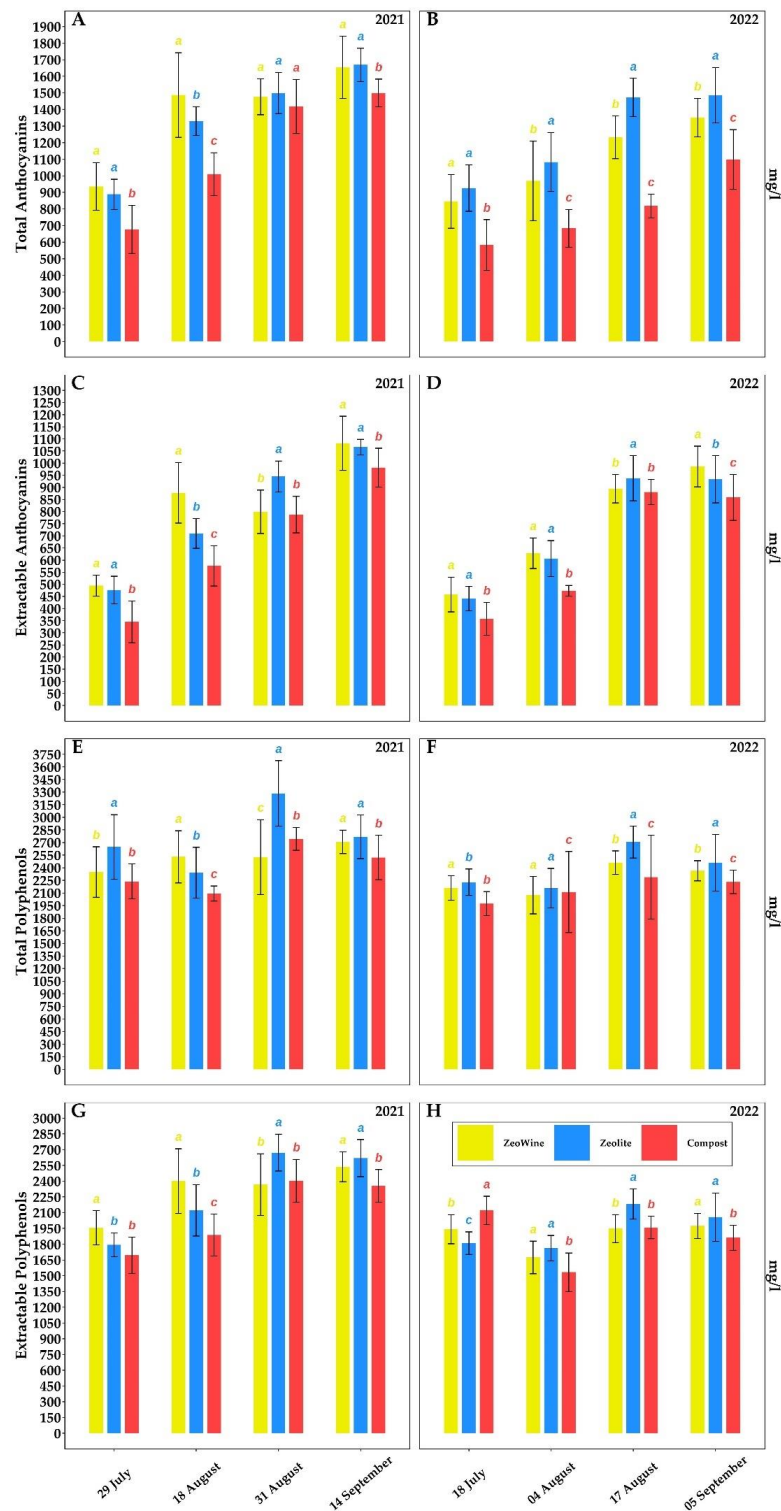 A 2021
Total Anthocyanins
1900
1800
1700
1600
1500
1400
1300
1200
1100
1000
900
800
700
600
500
400
300
200
100
0
a a b
a b c
a a a
a a b
B 2022
a a b
b a c
b a c
b a c
mg/l
C 2021
Extractable Anthocyanins
1300
1250
1200
1150
1100
1050
1000
950
900
850
800
750
700
650
600
550
500
450
400
350
300
250
200
150
100
50
0
a a b
a b c
b a b
a a b
D 2022
a a b
a a b
b a b
a b c
mg/l
E 2021
Total Polyphenols
3750
3600
3450
3300
3150
3000
2850
2700
2550
2400
2250
2100
1950
1800
1650
1500
1350
1200
1050
900
750
600
450
300
150
0
b a b
a b c
c a b
a a b
F 2022
a b b
a a c
b a c
b a c
mg/l
G 2021
Extractable Polyphenols
3000
2850
2700
2550
2400
2250
2100
1950
1800
1650
1500
1350
1200
1050
900
750
600
450
300
150
0
a b b
a b c
b a b
a a b
H 2022
ZeoWine Zeolite Compost
b c a
a a b
b a b
b a b
mg/l
29 July 18 August 31 August 14 September
18 July 04 August 17 August 05 September